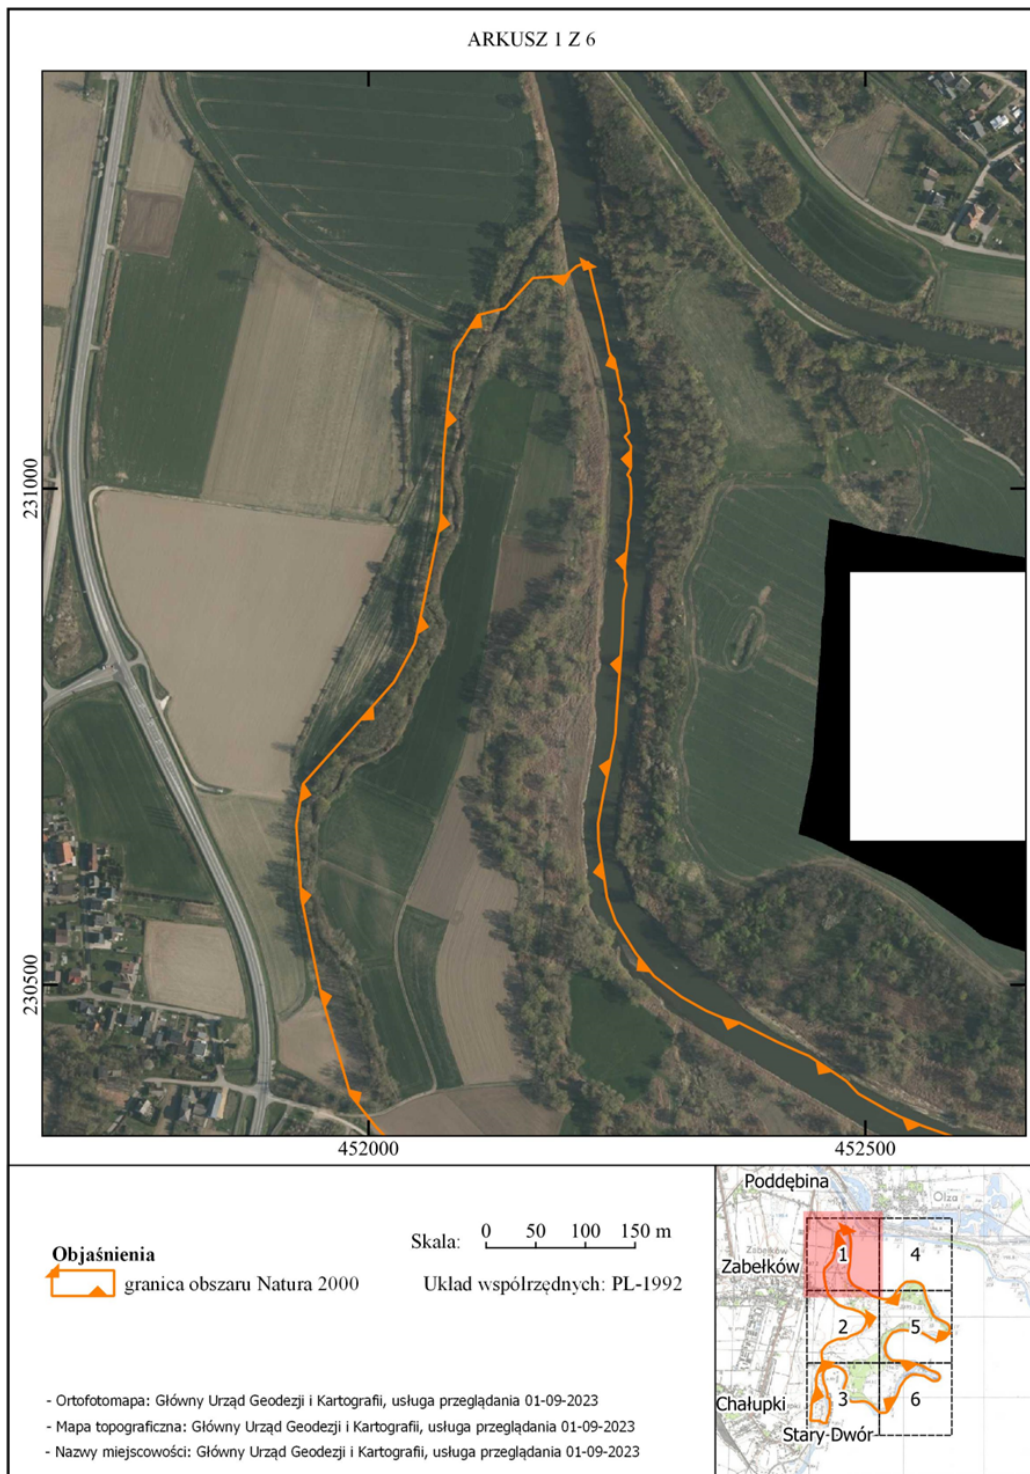 ARKUSZ 1 Z 6
231000
230500
452000
452500
Objaśnienia
granica obszaru Natura 2000
Skala:
0 50 100 150 m
Układ współrzędnych: PL-1992
- Ortofotomapa: Główny Urząd Geodezji i Kartografii, usługa przeglądania 01-09-2023
- Mapa topograficzna: Główny Urząd Geodezji i Kartografii, usługa przeglądania 01-09-2023
- Nazwy miejscowości: Główny Urząd Geodezji i Kartografii, usługa przeglądania 01-09-2023
Poddębina
Olza
Zabełków
Zabełków
1
4
2
5
3
6
Chałupki
Stary Dwór